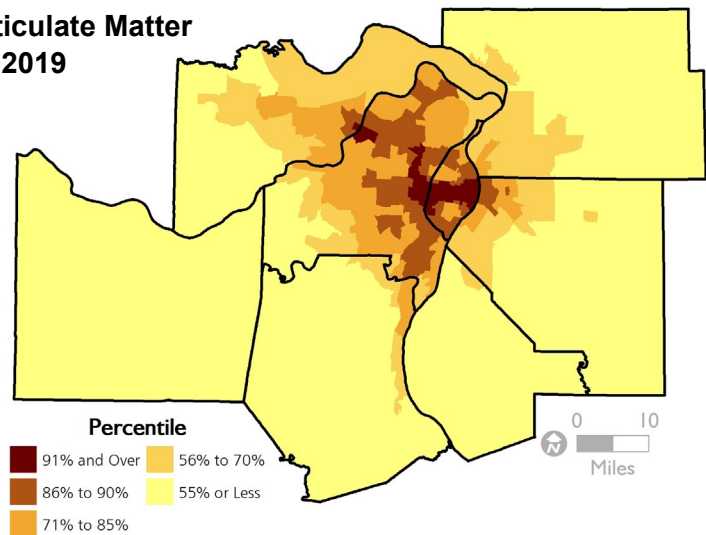 ticulate Matter
2019
Percentile
91% and Over
56% to 70%
86% to 90%
55% or Less
71% to 85%
0 10
N
Miles